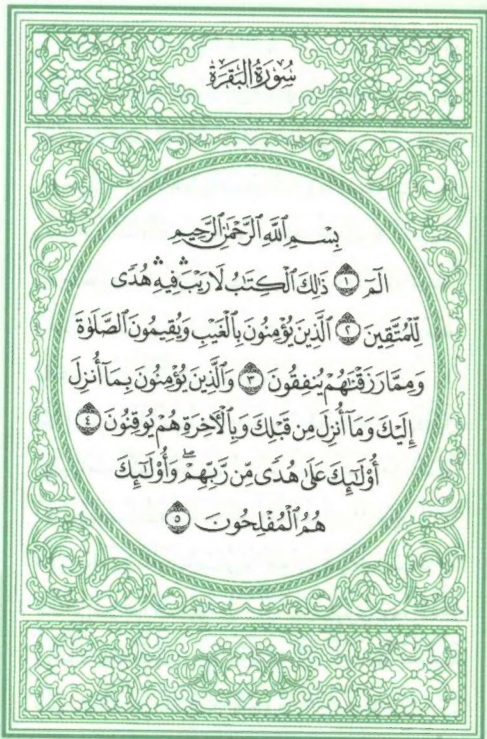 سُورَةُ البَقَرَةِ
بِسْمِ ٱللَّهِ ٱلرَّحْمَٰنِ ٱلرَّحِيمِ
الٓمٓ ١ ذَٰلِكَ ٱلْكِتَٰبُ لَا رَيْبَ ۛ فِيهِ ۛ هُدًى
لِّلْمُتَّقِينَ ٢ ٱلَّذِينَ يُؤْمِنُونَ بِٱلْغَيْبِ وَيُقِيمُونَ ٱلصَّلَوٰةَ
وَمِمَّا رَزَقْنَٰهُمْ يُنفِقُونَ ٣ وَٱلَّذِينَ يُؤْمِنُونَ بِمَآ أُنزِلَ
إِلَيْكَ وَمَآ أُنزِلَ مِن قَبْلِكَ وَبِٱلْءَاخِرَةِ هُمْ يُوقِنُونَ ٤
أُو۟لَٰٓئِكَ عَلَىٰ هُدًى مِّن رَّبِّهِمْ ۖ وَأُو۟لَٰٓئِكَ
هُمُ ٱلْمُفْلِحُونَ ٥